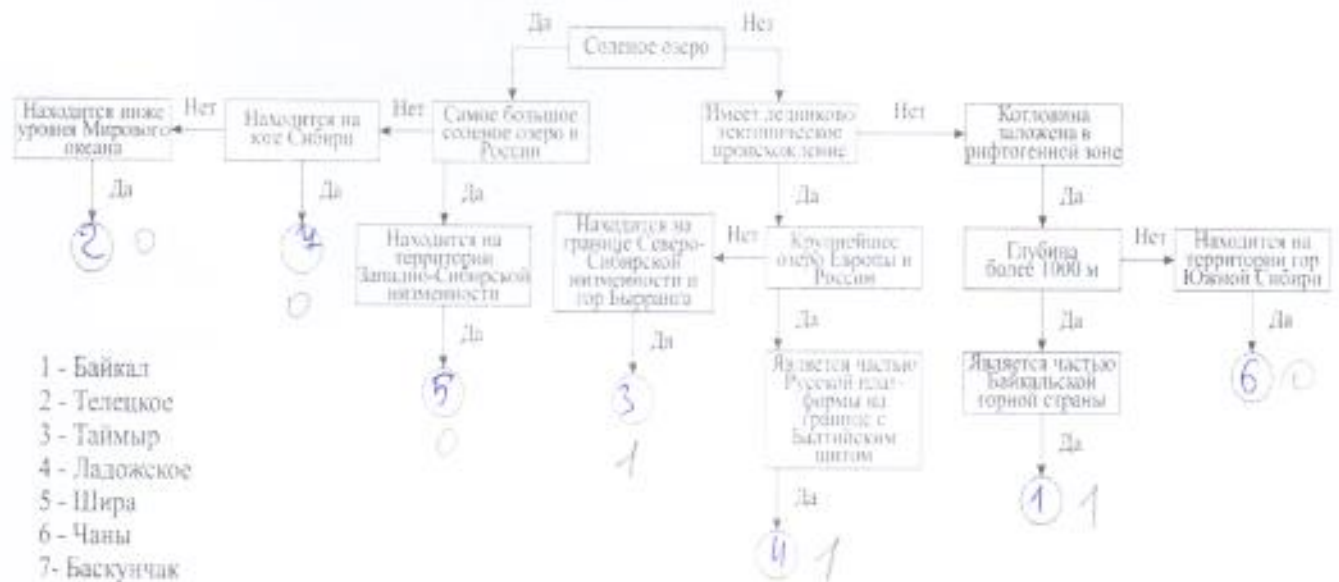 Да
Нет
Соленое озеро
Находится ниже
уровня Мирового
океана
Нет
Находится на
юге Сибири
Нет
Самое большое
соленое озеро в
России
Имеет ледниково-
тектоническое
происхождение
Нет
Котловина
заложена в
рифтогенной зоне
Да
Да
Да
Да
Да
2 0
7
0
Находится на
территории
Западно-Сибирской
низменности
Находится на
границе Северо-
Сибирской
низменности и
гор Бырранга
Нет
Крупнейшее
озеро Европы и
России
Глубина
более 1000 м
Нет
Находится на
территории гор
Южной Сибири
Да
Да
Да
Да
Да
5
0
3
1
Является частью
Русской плат-
формы на
границе с
Балтийским
щитом
Является частью
Байкальской
горной страны
6 0
Да
Да
4 1
1 1
1 - Байкал
2 - Телецкое
3 - Таймыр
4 - Ладожское
5 - Шира
6 - Чаны
7- Баскунчак